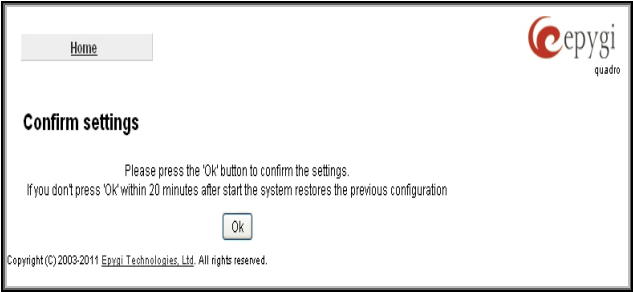 Home
epygi
quadro
Confirm settings
Please press the 'Ok' button to confirm the settings.
If you don't press 'Ok' within 20 minutes after start the system restores the previous configuration
Ok
Copyright (C) 2003-2011 Epygi Technologies, Ltd. All rights reserved.